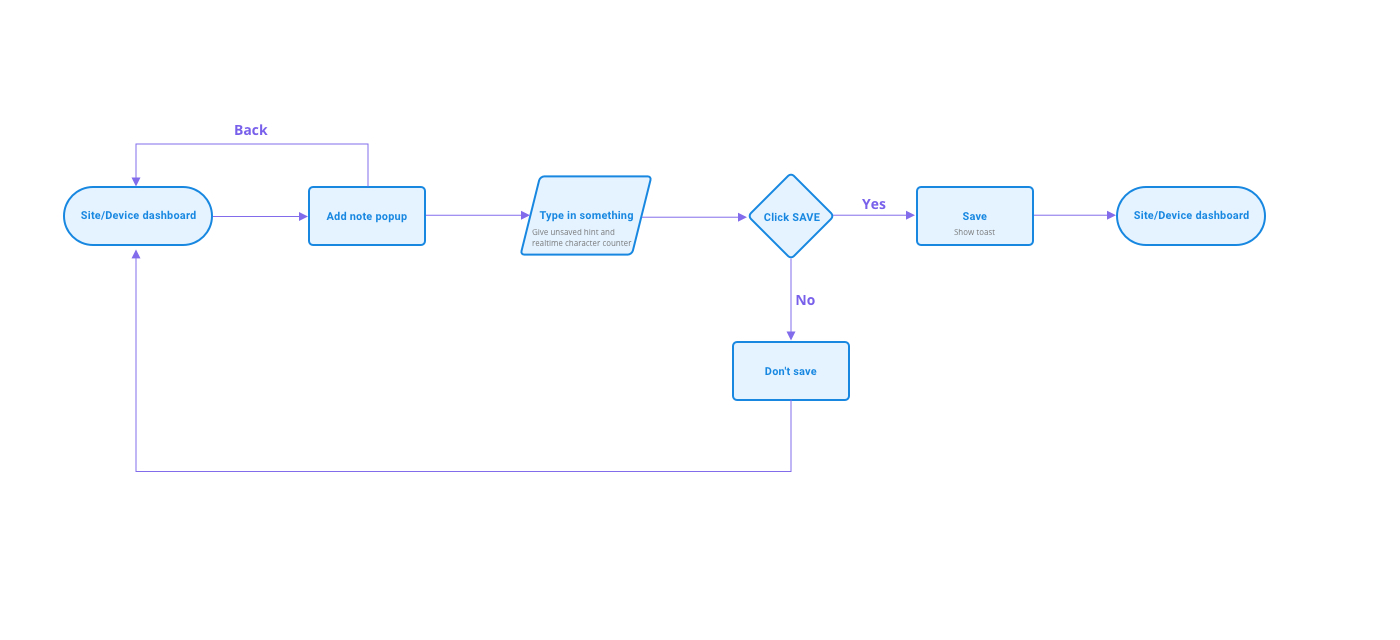 Back
Site/Device dashboard
Add note popup
Type in something
Give unsaved hint and
realtime character counter
Click SAVE
Yes
Save
Show toast
Site/Device dashboard
No
Don't save